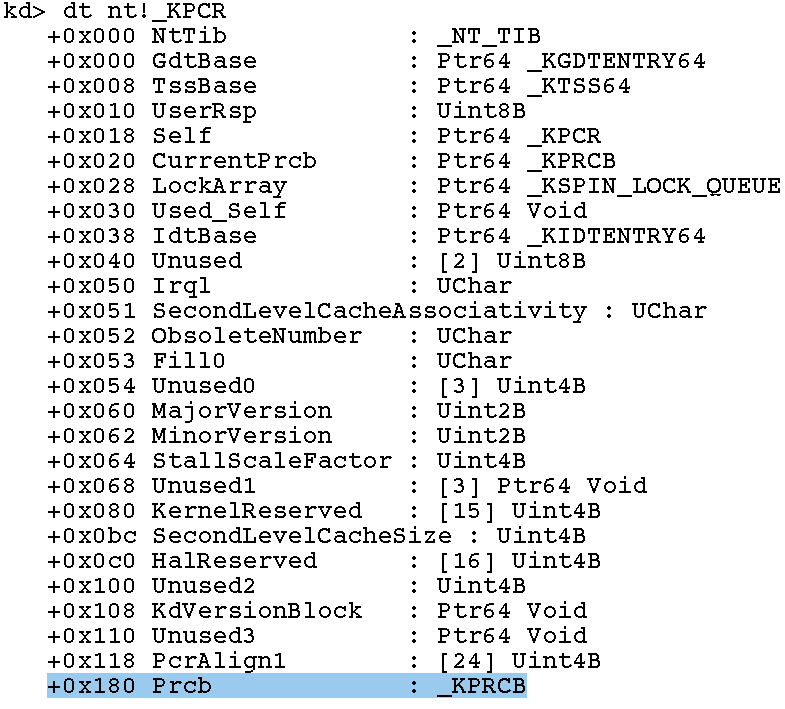 kd> dt nt!_KPCR
   +0x000 NtTib            : _NT_TIB
   +0x000 GdtBase          : Ptr64 _KGDTENTRY64
   +0x008 TssBase          : Ptr64 _KTSS64
   +0x010 UserRsp          : Uint8B
   +0x018 Self             : Ptr64 _KPCR
   +0x020 CurrentPrcb      : Ptr64 _KPRCB
   +0x028 LockArray        : Ptr64 _KSPIN_LOCK_QUEUE
   +0x030 Used_Self        : Ptr64 Void
   +0x038 IdtBase          : Ptr64 _KIDTENTRY64
   +0x040 Unused           : [2] Uint8B
   +0x050 Irql             : UChar
   +0x051 SecondLevelCacheAssociativity : UChar
   +0x052 ObsoleteNumber   : UChar
   +0x053 Fill0            : UChar
   +0x054 Unused0          : [3] Uint4B
   +0x060 MajorVersion     : Uint2B
   +0x062 MinorVersion     : Uint2B
   +0x064 StallScaleFactor : Uint4B
   +0x068 Unused1          : [3] Ptr64 Void
   +0x080 KernelReserved   : [15] Uint4B
   +0x0bc SecondLevelCacheSize : Uint4B
   +0x0c0 HalReserved      : [16] Uint4B
   +0x100 Unused2          : Uint4B
   +0x108 KdVersionBlock   : Ptr64 Void
   +0x110 Unused3          : Ptr64 Void
   +0x118 PcrAlign1        : [24] Uint4B
   +0x180 Prcb             : _KPRCB